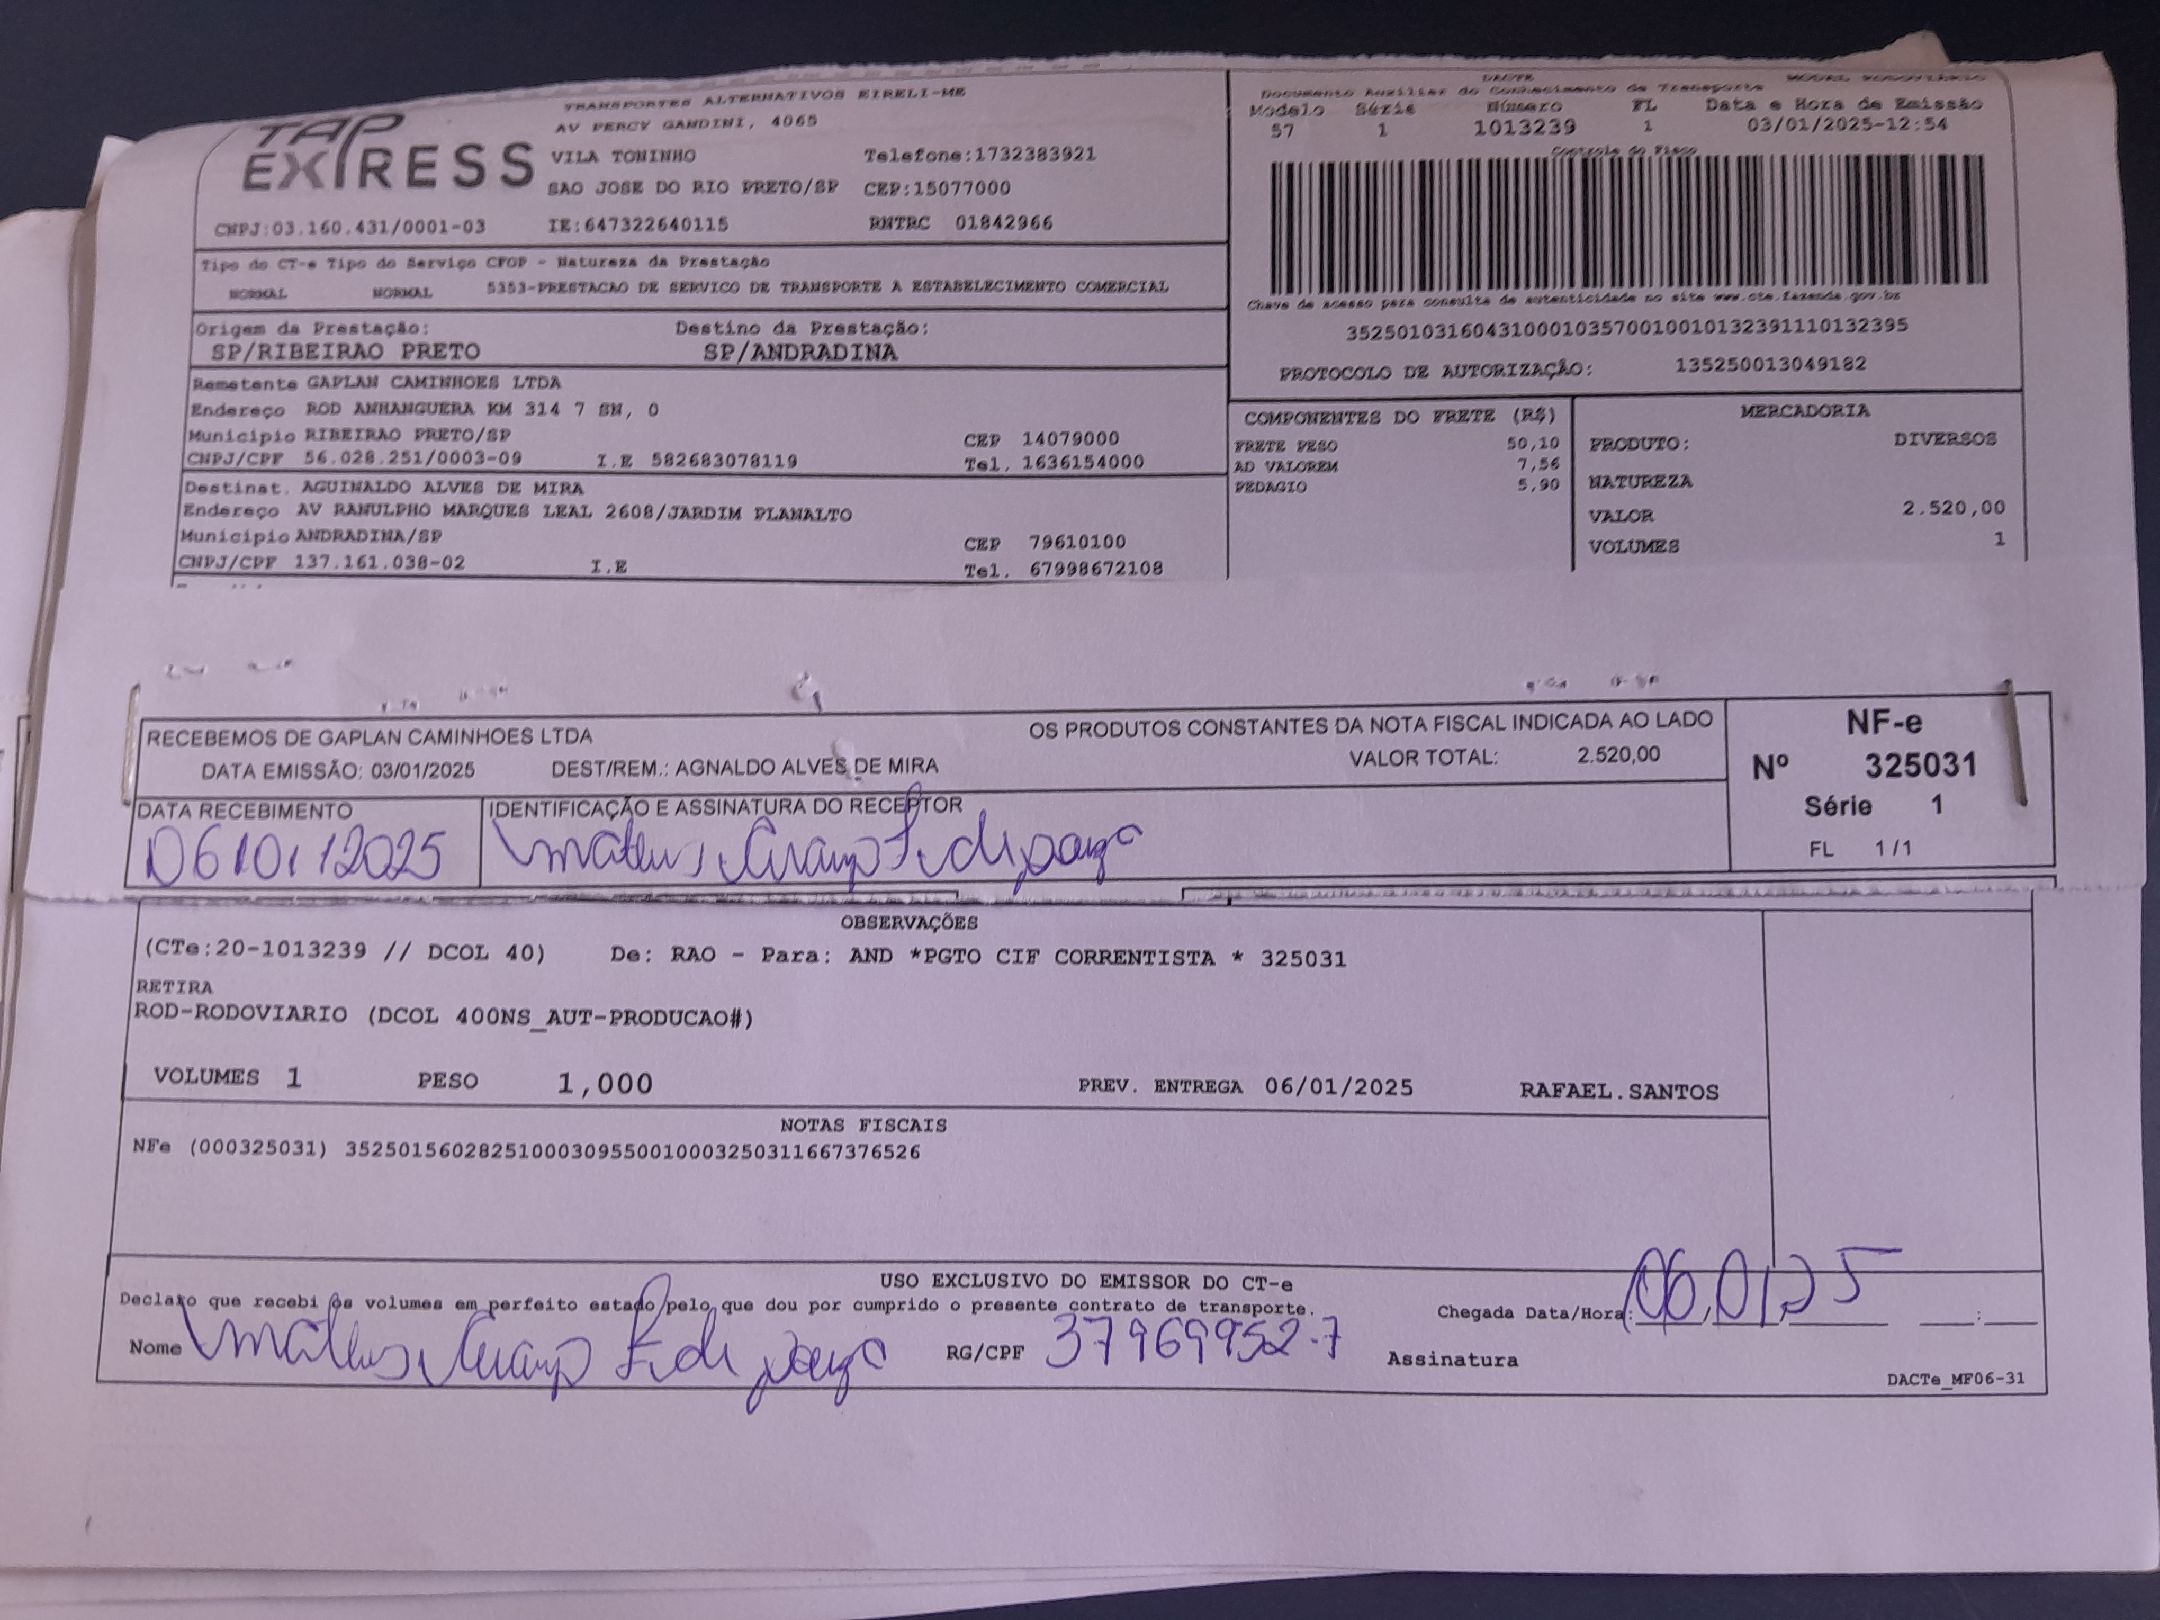 TAP EXPRESS
TRANSPORTES ALTERNATIVOS EIRELI-ME
AV PERCY GANDINI, 4065
VILA TONINHO Telefone:1732383921
SAO JOSE DO RIO PRETO/SP CEP:15077000
CNPJ:03.160.431/0001-03 IE:647322640115 RNTRC 01842966
DACTE MODAL RODOVIÁRIO
Documento Auxiliar do Conhecimento de Transporte
Modelo Série Número FL Data e Hora de Emissão
57 1 1013239 1 03/01/2025-12:54
Controle do Fisco
Chave de acesso para consulta de autenticidade no site www.cte.fazenda.gov.br
35250103160431000103570010010132391110132395
PROTOCOLO DE AUTORIZAÇÃO: 135250013049182
Tipo do CT-e Tipo do Serviço CFOP - Natureza da Prestação
NORMAL NORMAL 5353-PRESTACAO DE SERVICO DE TRANSPORTE A ESTABELECIMENTO COMERCIAL
Origem da Prestação: Destino da Prestação:
SP/RIBEIRAO PRETO SP/ANDRADINA
Remetente GAPLAN CAMINHOES LTDA
Endereço ROD ANHANGUERA KM 314 7 SN, 0
Municipio RIBEIRAO PRETO/SP CEP 14079000
CNPJ/CPF 56.028.251/0003-09 I.E 582683078119 Tel. 1636154000
Destinat. AGUINALDO ALVES DE MIRA
Endereço AV RANULPHO MARQUES LEAL 2608/JARDIM PLANALTO
Municipio ANDRADINA/SP CEP 79610100
CNPJ/CPF 137.161.038-02 I.E Tel. 67998672108
COMPONENTES DO FRETE (R$)
FRETE PESO 50,10
AD VALOREM 7,56
PEDAGIO 5,90
MERCADORIA
PRODUTO: DIVERSOS
NATUREZA
VALOR 2.520,00
VOLUMES 1
RECEBEMOS DE GAPLAN CAMINHOES LTDA OS PRODUTOS CONSTANTES DA NOTA FISCAL INDICADA AO LADO
DATA EMISSÃO: 03/01/2025 DEST/REM.: AGNALDO ALVES DE MIRA VALOR TOTAL: 2.520,00
DATA RECEBIMENTO IDENTIFICAÇÃO E ASSINATURA DO RECEPTOR
06/01/2025 Mateus
NF-e
Nº 325031
Série 1
FL 1/1
OBSERVAÇÕES
(CTe:20-1013239 // DCOL 40) De: RAO - Para: AND *PGTO CIF CORRENTISTA * 325031
RETIRA
ROD-RODOVIARIO (DCOL 400NS_AUT-PRODUCAO#)
VOLUMES 1 PESO 1,000 PREV. ENTREGA 06/01/2025 RAFAEL.SANTOS
NOTAS FISCAIS
NFe (000325031) 35250156028251000309550010003250311667376526
USO EXCLUSIVO DO EMISSOR DO CT-e
Declaro que recebi os volumes em perfeito estado pelo que dou por cumprido o presente contrato de transporte.
Chegada Data/Hora: 06,01,25 :
Nome Mateus RG/CPF 37969952-7 Assinatura
DACTe_MF06-31